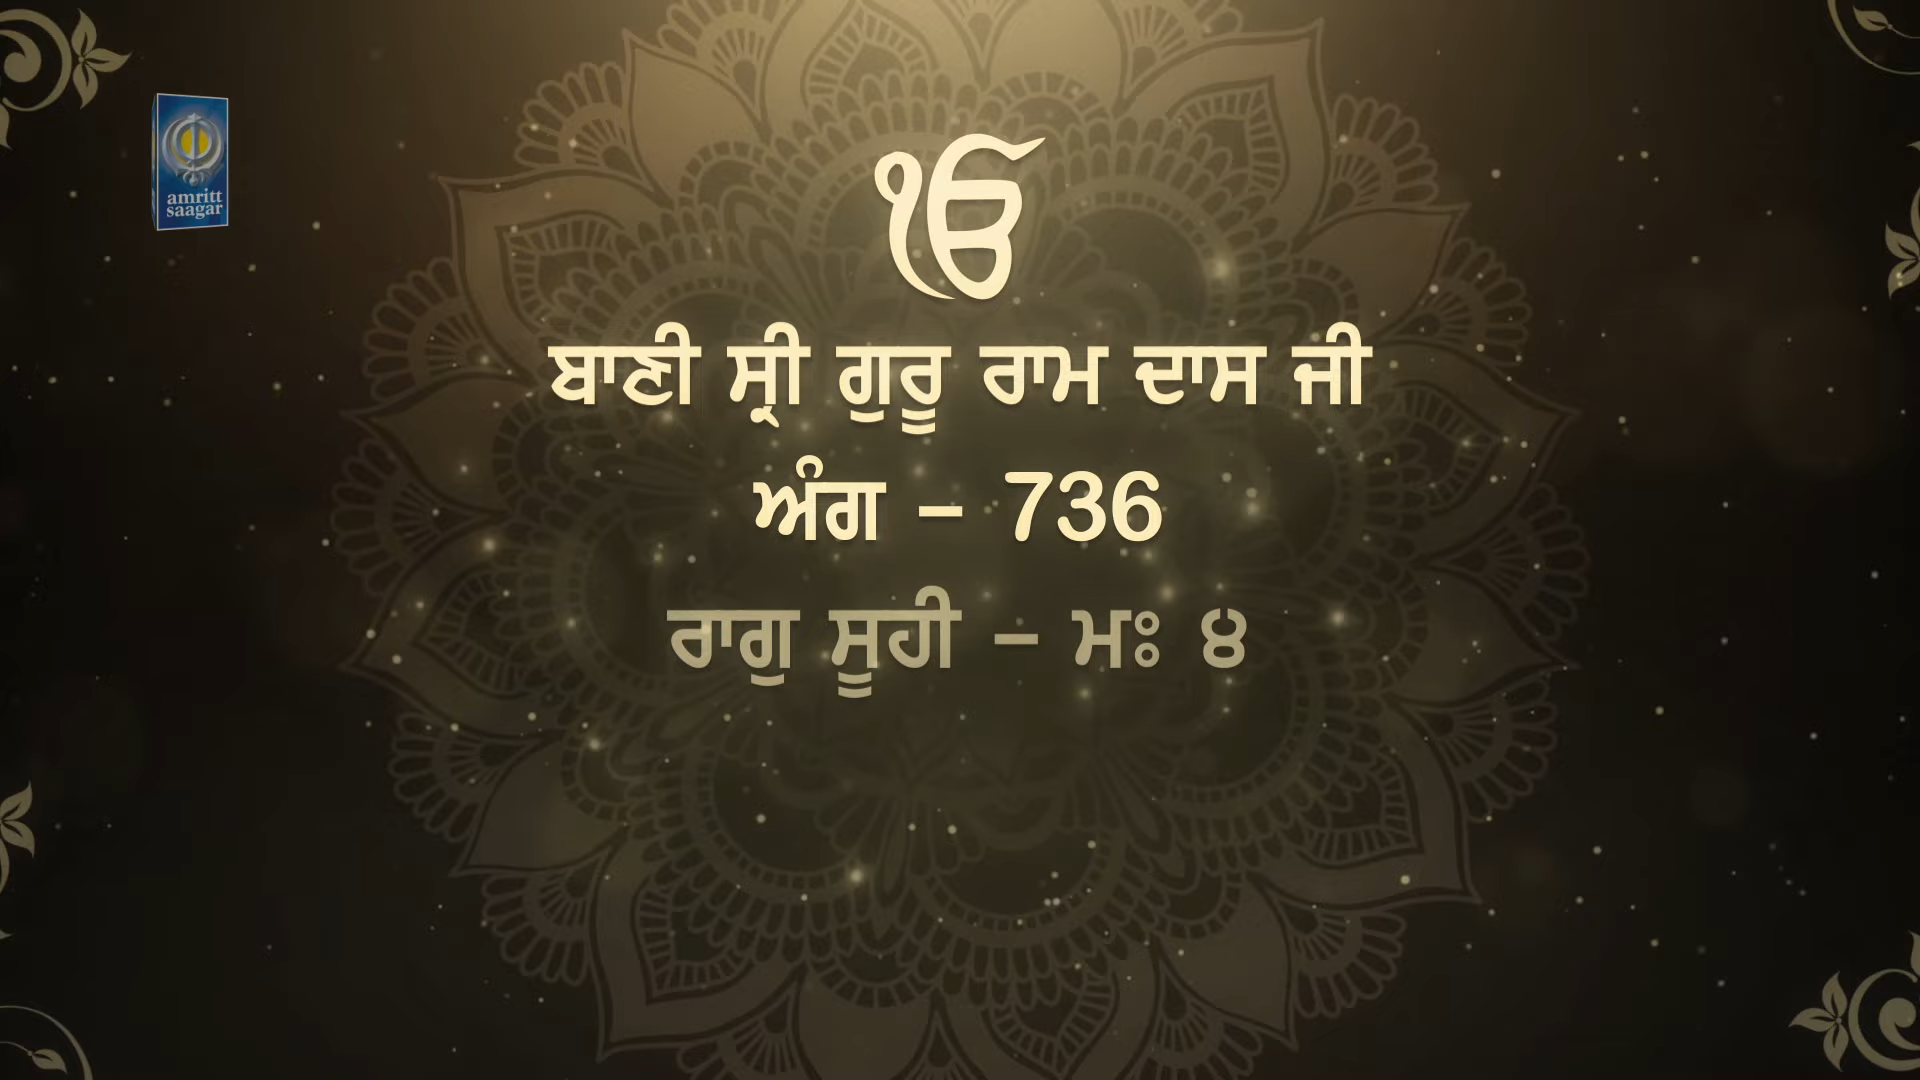 amritt
saagar
ੴ
ਬਾਣੀ ਸ੍ਰੀ ਗੁਰੂ ਰਾਮ ਦਾਸ ਜੀ
ਅੰਗ – 736
ਰਾਗੁ ਸੂਹੀ – ਮਃ ੪